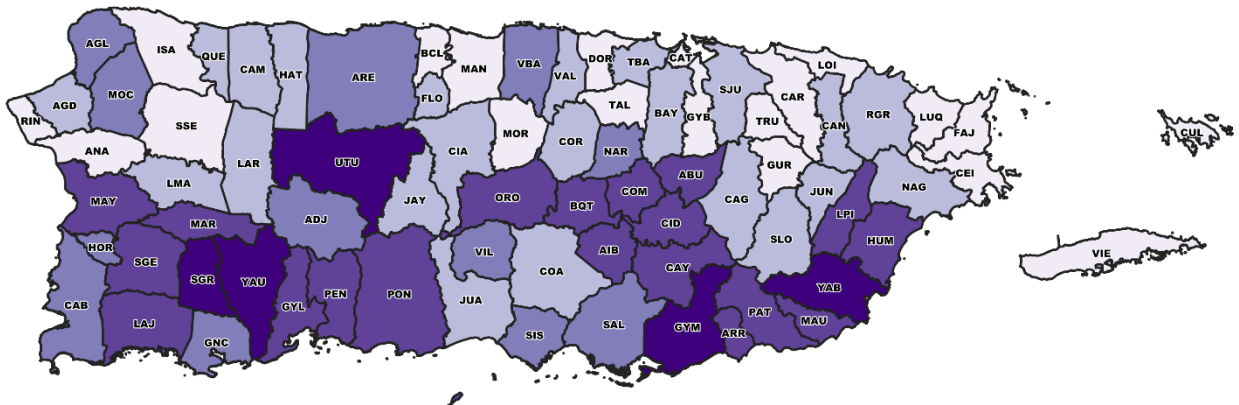 AGL
ISA
QUE
CAM
HAT
ARE
BCL
MAN
VBA
VAL
DOR
TBA
CAT
SJU
LOI
CAR
CAN
RGR
LUQ
FAJ
CUL
RIN
AGD
MOC
SSE
FLO
TAL
BAY
GYB
TRU
ANA
LAR
UTU
CIA
MOR
COR
NAR
GUR
CEI
LMA
JAY
ORO
BQT
COM
ABU
CAG
JUN
NAG
MAY
MAR
ADJ
CID
SLO
LPI
HUM
HOR
SGE
SGR
YAU
VIL
COA
AIB
CAY
VIE
CAB
LAJ
GNC
GYL
PEN
PON
JUA
SIS
SAL
GYM
ARR
PAT
MAU
YAB